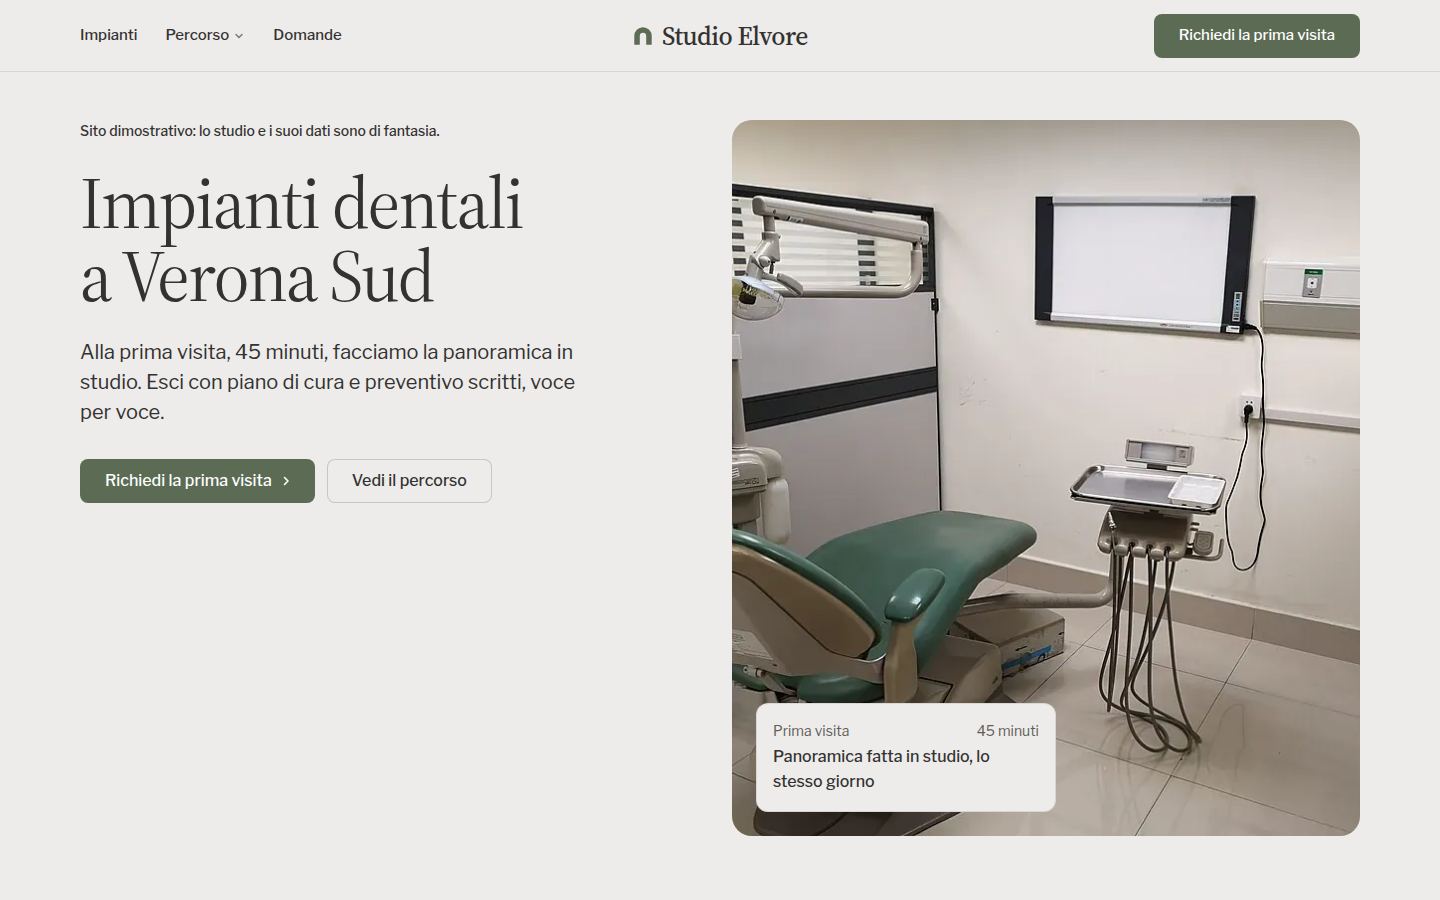 Impianti
Percorso
Domande
Studio Elvore
Richiedi la prima visita
Sito dimostrativo: lo studio e i suoi dati sono di fantasia.
Impianti dentali
a Verona Sud
Alla prima visita, 45 minuti, facciamo la panoramica in
studio. Esci con piano di cura e preventivo scritti, voce
per voce.
Richiedi la prima visita
Vedi il percorso
Prima visita
45 minuti
Panoramica fatta in studio, lo
stesso giorno